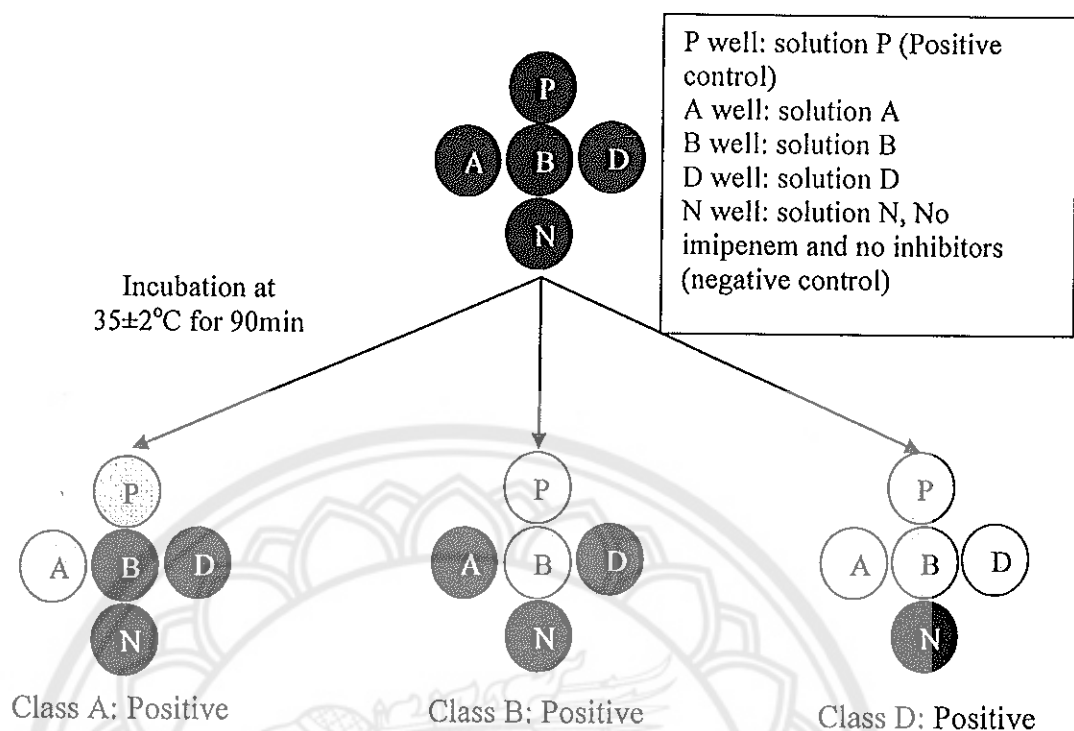 P
A B D
N
P well: solution P (Positive
control)
A well: solution A
B well: solution B
D well: solution D
N well: solution N, No
imipenem and no inhibitors
(negative control)
Incubation at
35±2°C for 90min
P
A B D
N
Class A: Positive
P
A B D
N
Class B: Positive
P
A B D
N
Class D: Positive